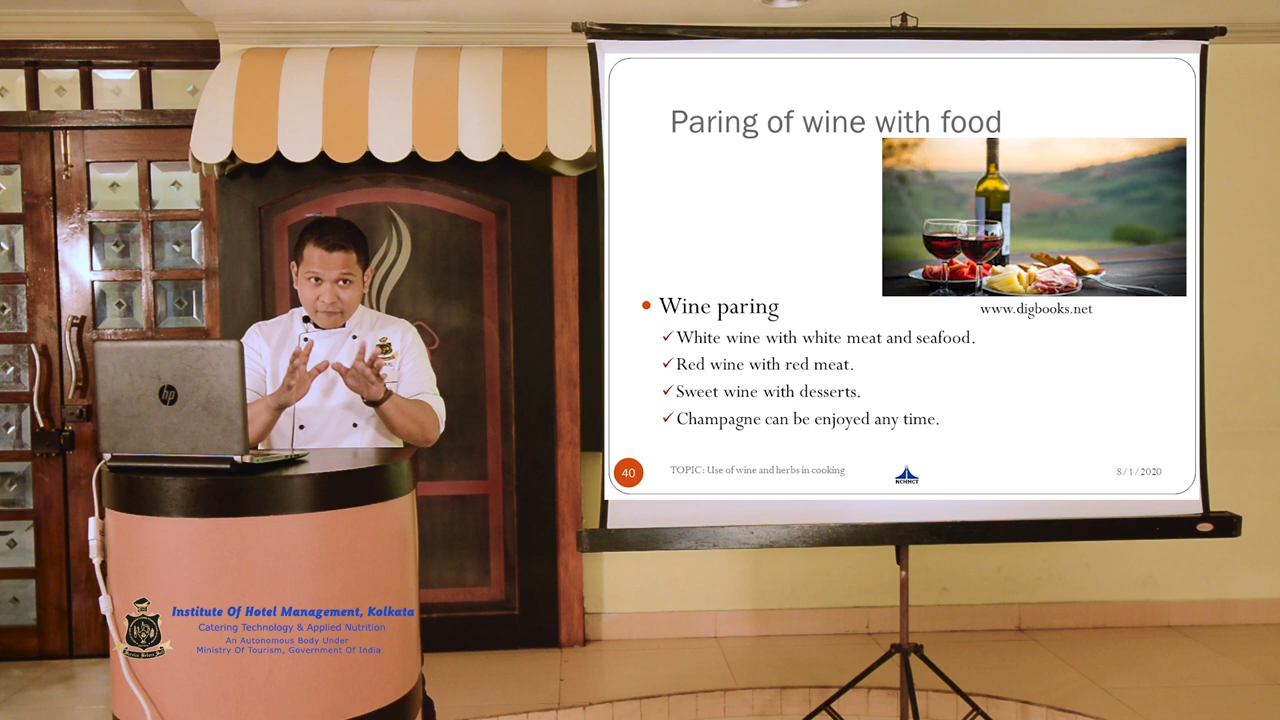 Paring of wine with food
www.digbooks.net
Wine paring
White wine with white meat and seafood.
Red wine with red meat.
Sweet wine with desserts.
Champagne can be enjoyed any time.
40
TOPIC: Use of wine and herbs in cooking
NCHMCT
8/1/2020
hp
Institute Of Hotel Management, Kolkata
Catering Technology & Applied Nutrition
An Autonomous Body Under
Ministry Of Tourism, Government Of India